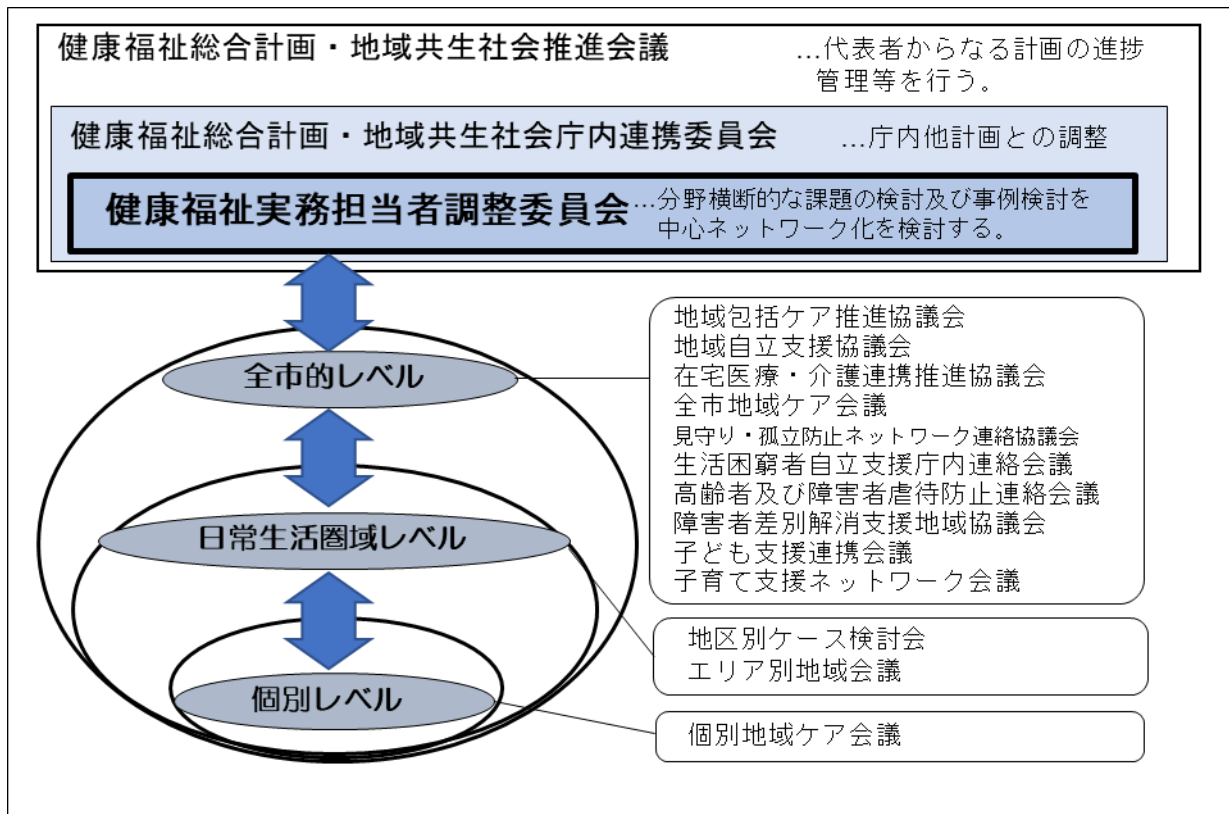 健康福祉総合計画・地域共生社会推進会議
…代表者からなる計画の進捗
管理等を行う。
健康福祉総合計画・地域共生社会庁内連携委員会
…庁内他計画との調整
健康福祉実務担当者調整委員会
…分野横断的な課題の検討及び事例検討を
中心ネットワーク化を検討する。
全市的レベル
地域包括ケア推進協議会
地域自立支援協議会
在宅医療・介護連携推進協議会
全市地域ケア会議
見守り・孤立防止ネットワーク連絡協議会
生活困窮者自立支援庁内連絡会議
高齢者及び障害者虐待防止連絡会議
障害者差別解消支援地域協議会
子ども支援連携会議
子育て支援ネットワーク会議
日常生活圏域レベル
地区別ケース検討会
エリア別地域会議
個別レベル
個別地域ケア会議